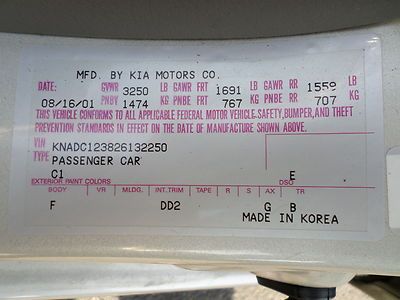 MFD. BY KIA MOTORS CO.
DATE: GVWR 3250 LB GAWR FRT 1691 LB GAWR RR 1559 LB
08/16/01 PNBV 1474 KG PNBE FRT 767 KG PNBE RR 707 KG
THIS VEHICLE CONFORMS TO ALL APPLICABLE FEDERAL MOTOR VEHICLE SAFETY, BUMPER, AND THEFT
PREVENTION STANDARDS IN EFFECT ON THE DATE OF MANUFACTURE SHOWN ABOVE.
VIN KNADC123826132250
TYPE PASSENGER CAR
C1 E
EXTERIOR PAINT COLORS DSO
BODY VR MLDG. INT.TRIM TAPE R S AX TR
F DD2 G B
MADE IN KOREA